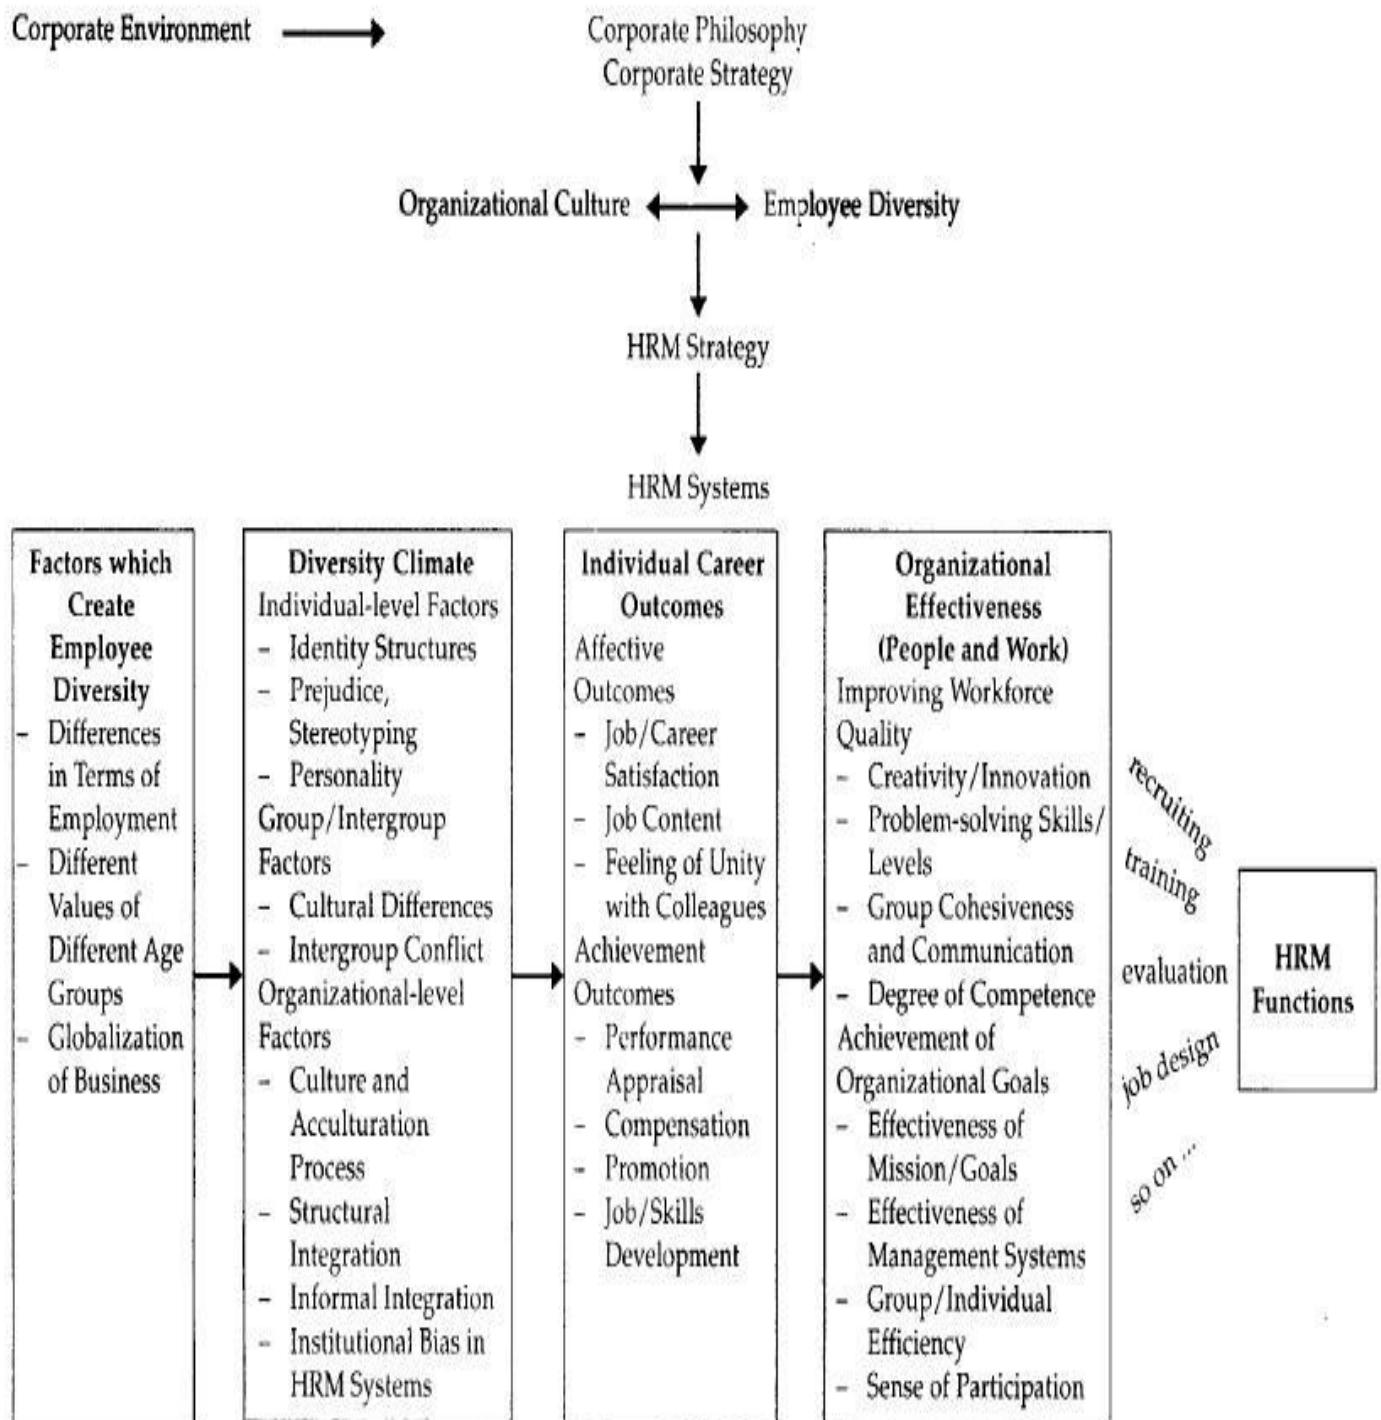 Corporate Environment
Corporate Philosophy
Corporate Strategy
Organizational Culture
Employee Diversity
HRM Strategy
HRM Systems
Factors which
Create
Employee
Diversity
– Differences
in Terms of
Employment
– Different
Values of
Different Age
Groups
– Globalization
of Business
Diversity Climate
Individual-level Factors
– Identity Structures
– Prejudice,
Stereotyping
– Personality
Group/Intergroup
Factors
– Cultural Differences
– Intergroup Conflict
Organizational-level
Factors
– Culture and
Acculturation
Process
– Structural
Integration
– Informal Integration
– Institutional Bias in
HRM Systems
Individual Career
Outcomes
Affective
Outcomes
– Job/Career
Satisfaction
– Job Content
– Feeling of Unity
with Colleagues
Achievement
Outcomes
– Performance
Appraisal
– Compensation
– Promotion
– Job/Skills
Development
Organizational
Effectiveness
(People and Work)
Improving Workforce
Quality
– Creativity/Innovation
– Problem-solving Skills/
Levels
– Group Cohesiveness
and Communication
– Degree of Competence
Achievement of
Organizational Goals
– Effectiveness of
Mission/Goals
– Effectiveness of
Management Systems
– Group/Individual
Efficiency
– Sense of Participation
recruiting
training
evaluation
job design
so on ...
HRM
Functions